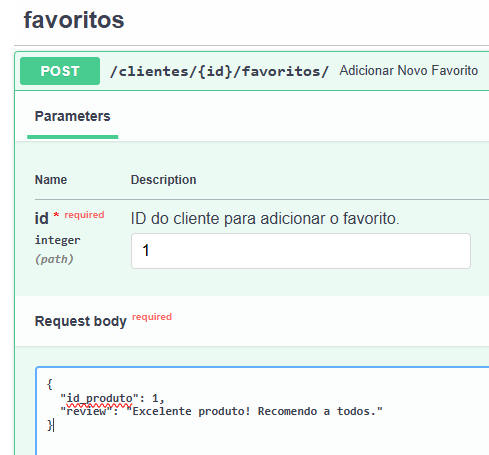 favoritos
POST /clientes/{id}/favoritos/ Adicionar Novo Favorito
Parameters
Name Description
id * required ID do cliente para adicionar o favorito.
integer 1
(path)
Request body required
{
"id_produto": 1,
"review": "Excelente produto! Recomendo a todos."
}